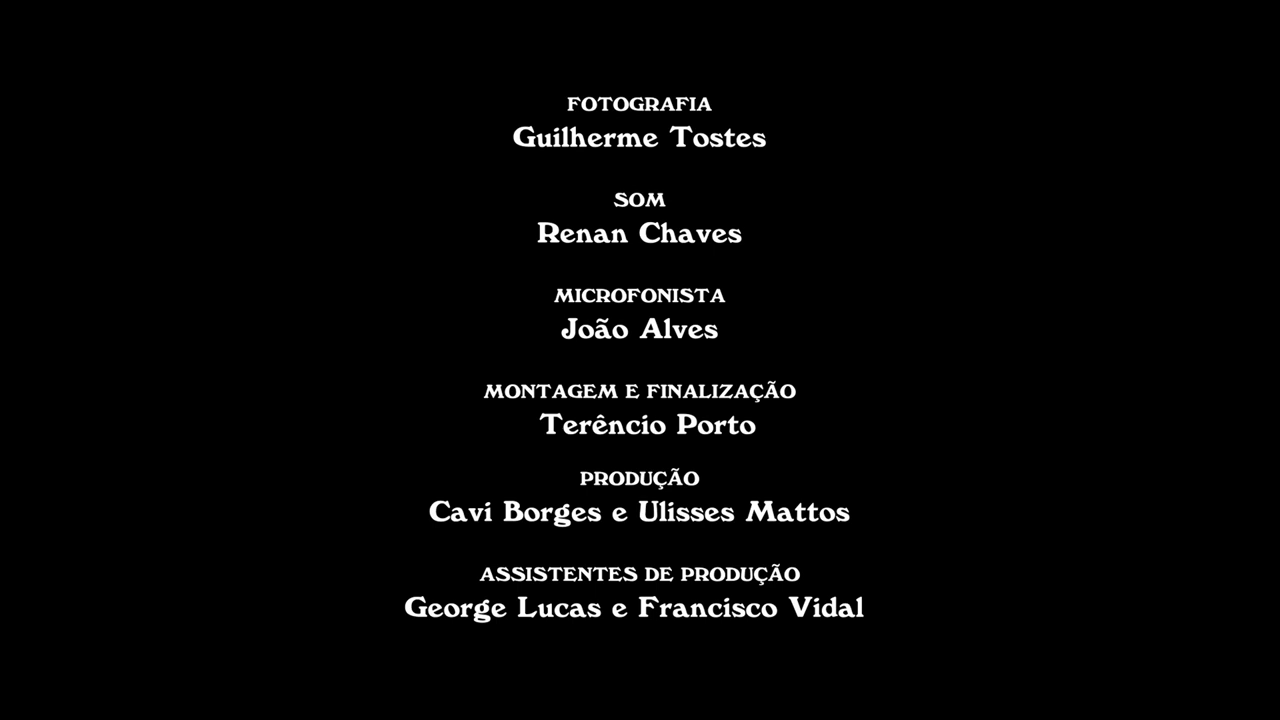 FOTOGRAFIA
Guilherme Tostes
SOM
Renan Chaves
MICROFONISTA
João Alves
MONTAGEM E FINALIZAÇÃO
Terêncio Porto
PRODUÇÃO
Cavi Borges e Ulisses Mattos
ASSISTENTES DE PRODUÇÃO
George Lucas e Francisco Vidal